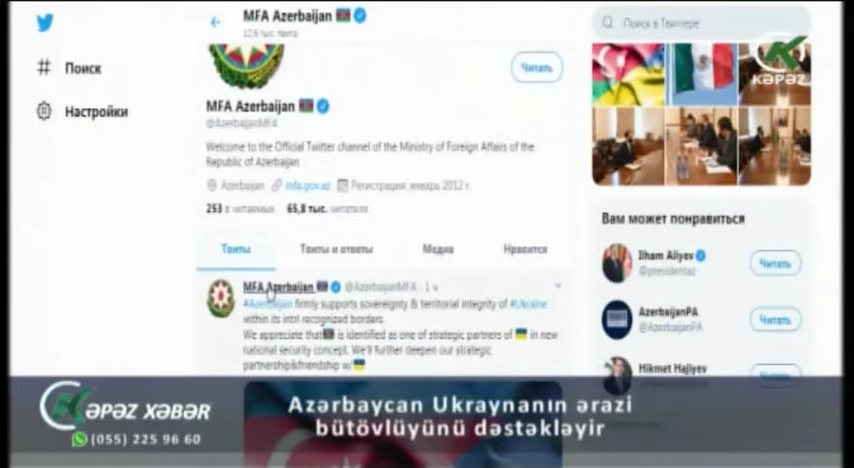 MFA Azerbaijan
12,6 тыс. твита
Поиск в Твиттере
КƏPƏZ
Поиск
Настройки
Читать
MFA Azerbaijan
@AzerbaijanMFA
Welcome to the Official Twitter channel of the Ministry of Foreign Affairs of the
Republic of Azerbaijan
Azerbaijan mfa.gov.az Регистрация: январь 2012 г.
253 в читаемых 65,8 тыс. читателя
Твиты Твиты и ответы Медиа Нравится
MFA Azerbaijan @AzerbaijanMFA · 1 ч
#Azerbaijan firmly supports sovereignty & territorial integrity of #Ukraine
within its intrl recognized borders.
We appreciate that 🇦🇿 is identified as one of strategic partners of 🇺🇦 in new
national security concept. We'll further deepen our strategic
partnership&friendship w/🇺🇦
Вам может понравиться
Ilham Aliyev
@presidentaz
Читать
AzerbaijanPA
@AzerbaijanPA
Читать
Hikmet Hajiyev
KƏPƏZ XƏBƏR
(055) 225 96 60
Azərbaycan Ukraynanın ərazi
bütövlüyünü dəstəkləyir